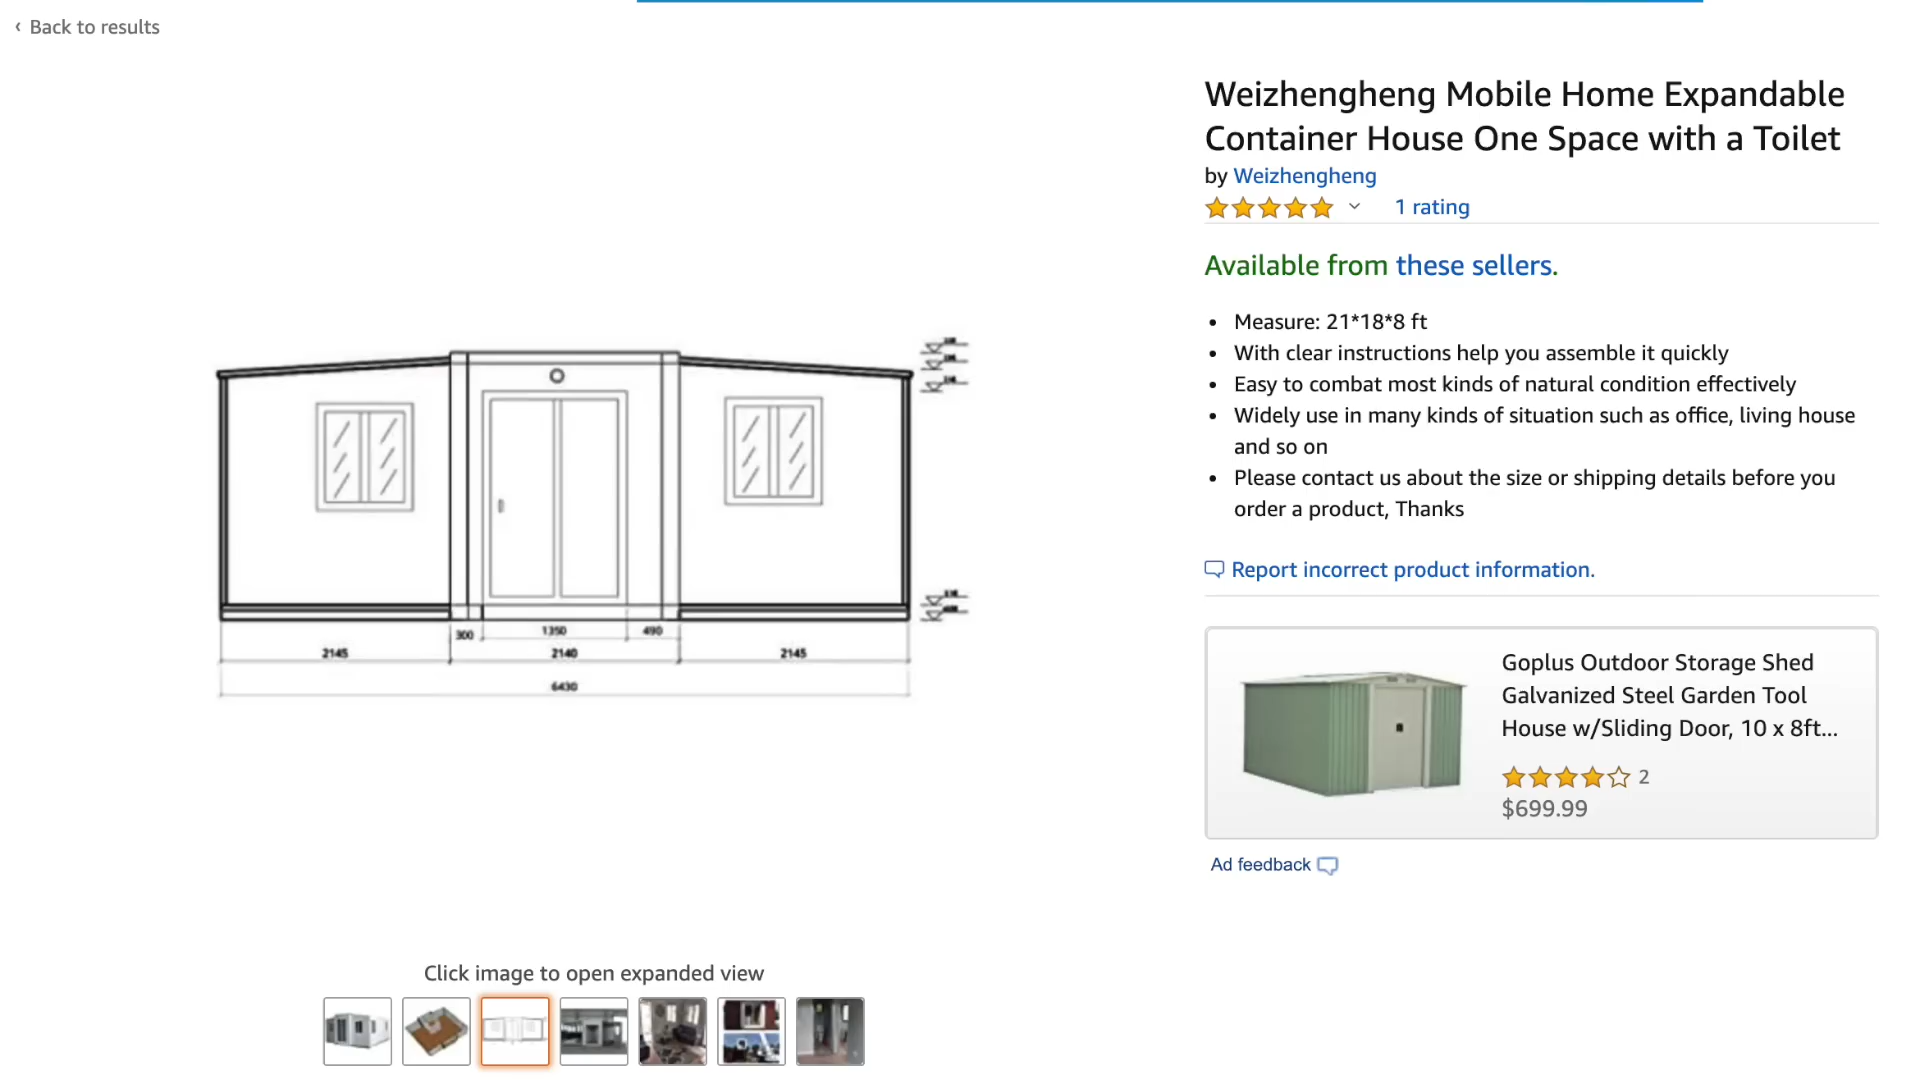 ‹ Back to results
Weizhengheng Mobile Home Expandable
Container House One Space with a Toilet
by Weizhengheng
1 rating
Available from these sellers.
• Measure: 21*18*8 ft
• With clear instructions help you assemble it quickly
• Easy to combat most kinds of natural condition effectively
• Widely use in many kinds of situation such as office, living house
and so on
• Please contact us about the size or shipping details before you
order a product, Thanks
Report incorrect product information.
300
1350
490
2145
2140
2145
6430
Goplus Outdoor Storage Shed
Galvanized Steel Garden Tool
House w/Sliding Door, 10 x 8ft...
2
$699.99
Ad feedback
Click image to open expanded view